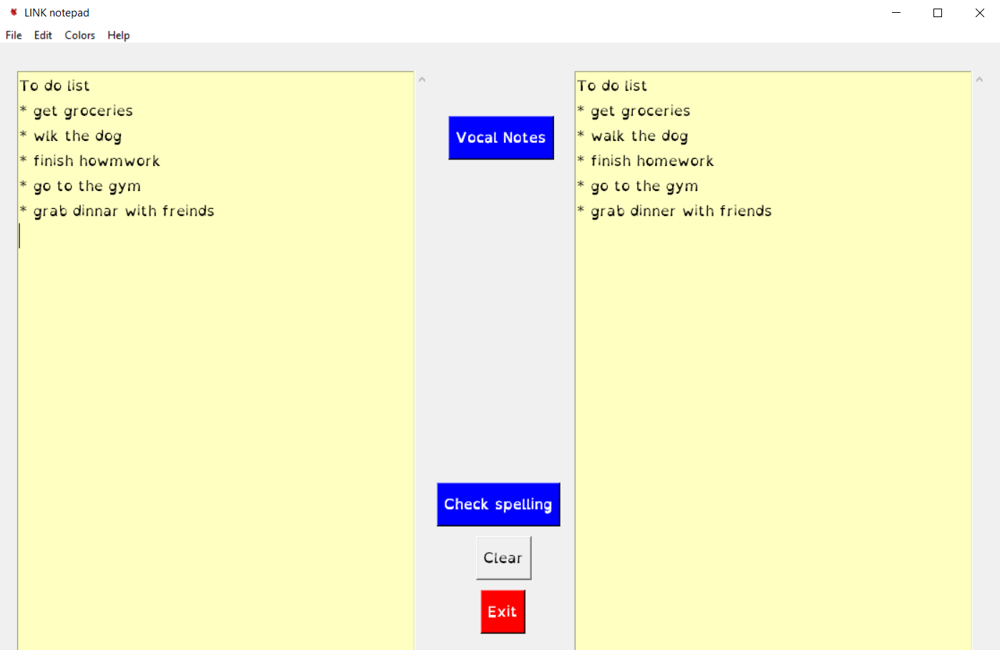 LINK notepad
File Edit Colors Help
To do list
* get groceries
* wlk the dog
* finish howmwork
* go to the gym
* grab dinnar with freinds
Vocal Notes
Check spelling
Clear
Exit
To do list
* get groceries
* walk the dog
* finish homework
* go to the gym
* grab dinner with friends